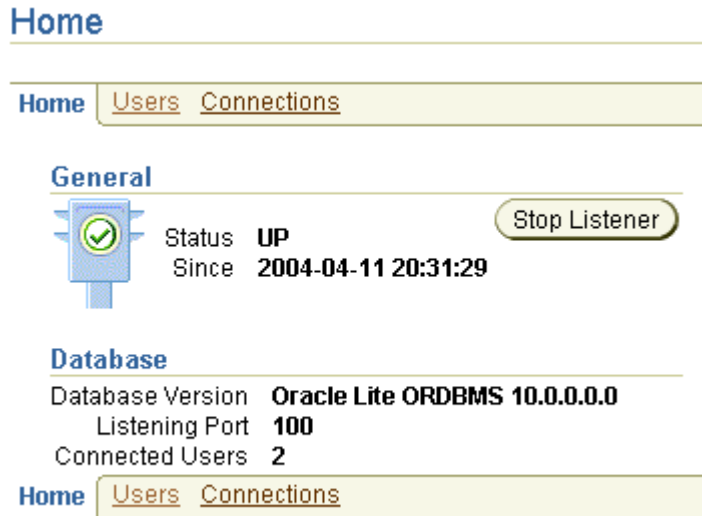 Home
Home Users Connections
General
Stop Listener
Status UP
Since 2004-04-11 20:31:29
Database
Database Version Oracle Lite ORDBMS 10.0.0.0.0
Listening Port 100
Connected Users 2
Home Users Connections